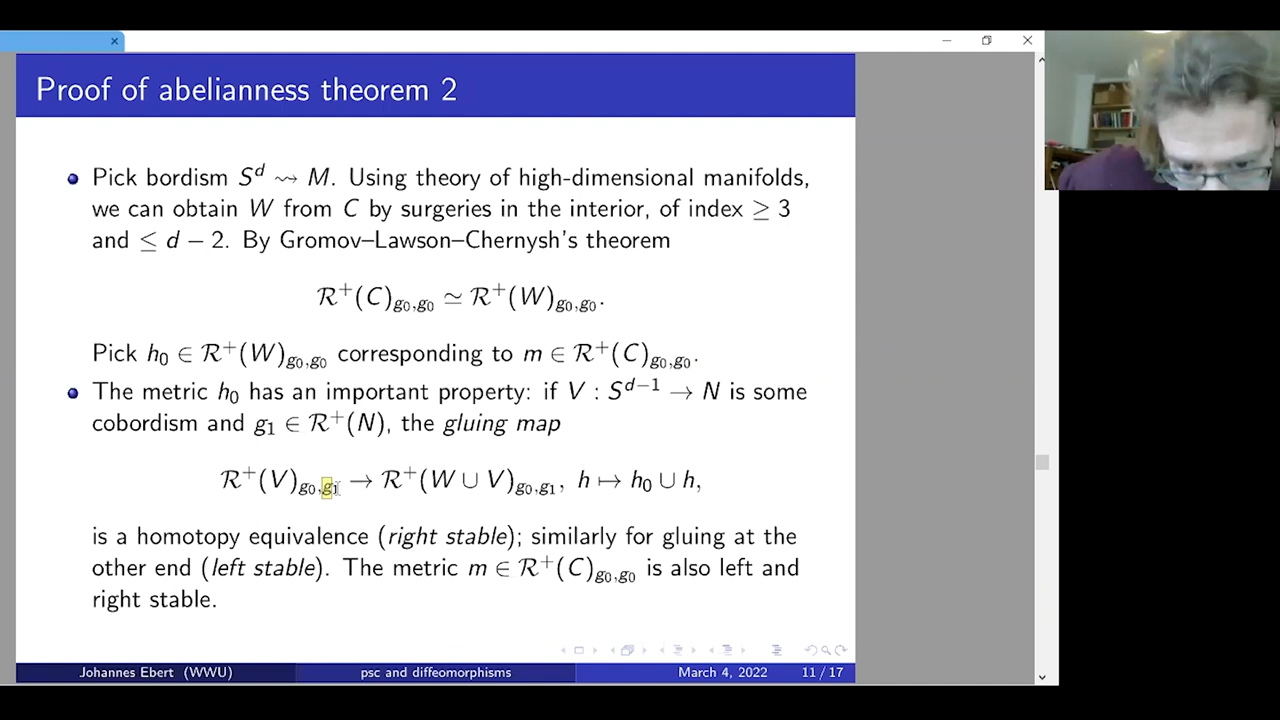 Proof of abelianness theorem 2
Pick bordism S^d ⇝ M. Using theory of high-dimensional manifolds,
we can obtain W from C by surgeries in the interior, of index ≥ 3
and ≤ d − 2. By Gromov–Lawson–Chernysh's theorem
R⁺(C)_{g₀,g₀} ≃ R⁺(W)_{g₀,g₀}.
Pick h₀ ∈ R⁺(W)_{g₀,g₀} corresponding to m ∈ R⁺(C)_{g₀,g₀}.
The metric h₀ has an important property: if V : S^{d−1} → N is some
cobordism and g₁ ∈ R⁺(N), the gluing map
R⁺(V)_{g₀,g₁} → R⁺(W ∪ V)_{g₀,g₁}, h ↦ h₀ ∪ h,
is a homotopy equivalence (right stable); similarly for gluing at the
other end (left stable). The metric m ∈ R⁺(C)_{g₀,g₀} is also left and
right stable.
Johannes Ebert (WWU) psc and diffeomorphisms March 4, 2022 11 / 17